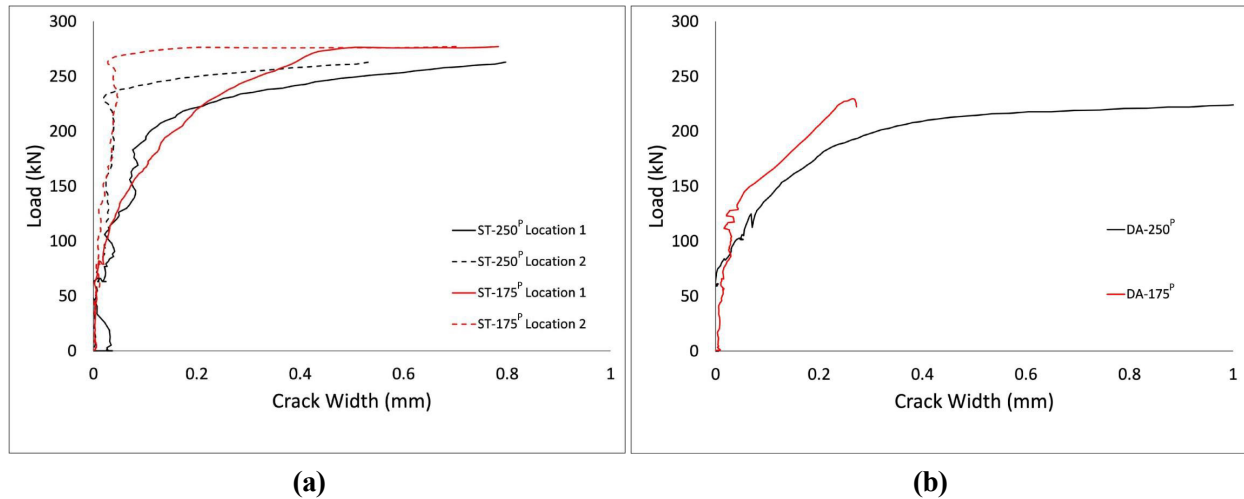 300
250
200
150
100
50
0
Load (kN)
ST-250ᴾ Location 1
ST-250ᴾ Location 2
ST-175ᴾ Location 1
ST-175ᴾ Location 2
0 0.2 0.4 0.6 0.8 1
Crack Width (mm)
(a)
300
250
200
150
100
50
0
Load (kN)
DA-250ᴾ
DA-175ᴾ
0 0.2 0.4 0.6 0.8 1
Crack Width (mm)
(b)